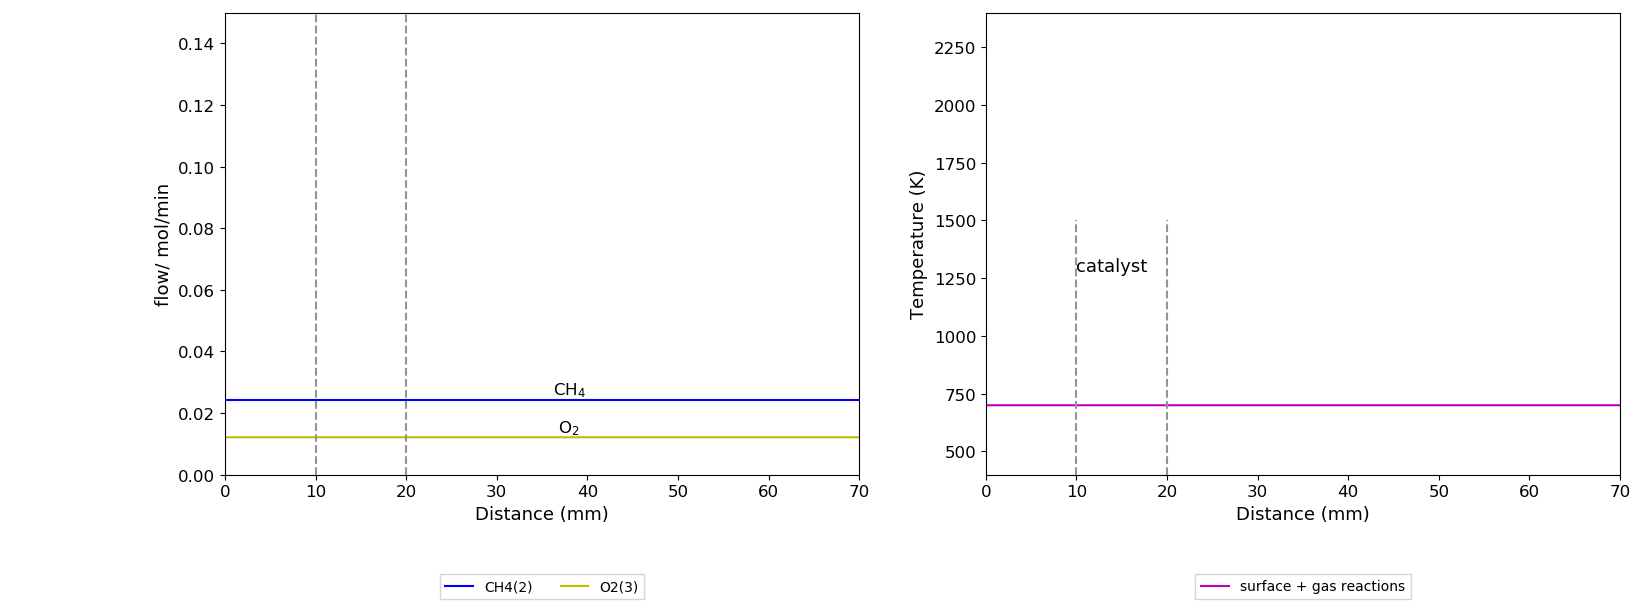 0.14
0.12
0.10
0.08
0.06
0.04
0.02
0.00
flow/ mol/min
CH₄
O₂
0 10 20 30 40 50 60 70
Distance (mm)
CH4(2) O2(3)
2250
2000
1750
1500
1250
1000
750
500
Temperature (K)
catalyst
0 10 20 30 40 50 60 70
Distance (mm)
surface + gas reactions